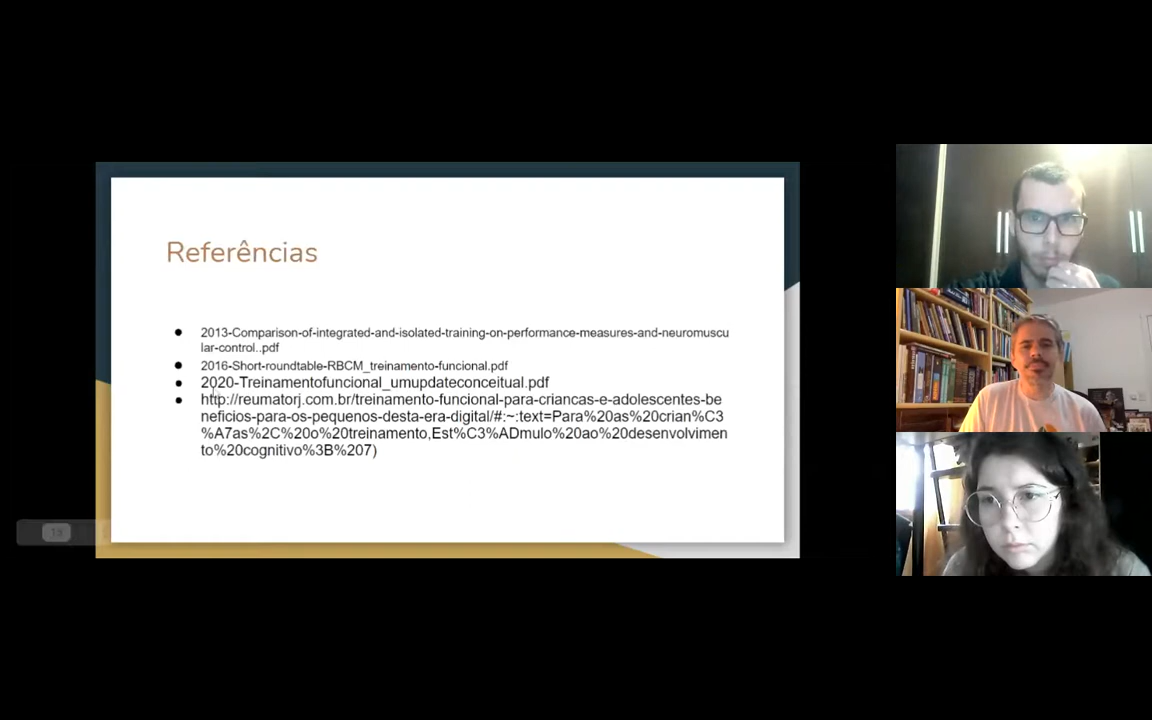 Referências
2013-Comparison-of-integrated-and-isolated-training-on-performance-measures-and-neuromuscu
lar-control..pdf
2016-Short-roundtable-RBCM_treinamento-funcional.pdf
2020-Treinamentofuncional_umupdateconceitual.pdf
http://reumatorj.com.br/treinamento-funcional-para-criancas-e-adolescentes-be
neficios-para-os-pequenos-desta-era-digital/#:~:text=Para%20as%20crian%C3
%A7as%2C%20o%20treinamento,Est%C3%ADmulo%20ao%20desenvolvimen
to%20cognitivo%3B%207)
1x